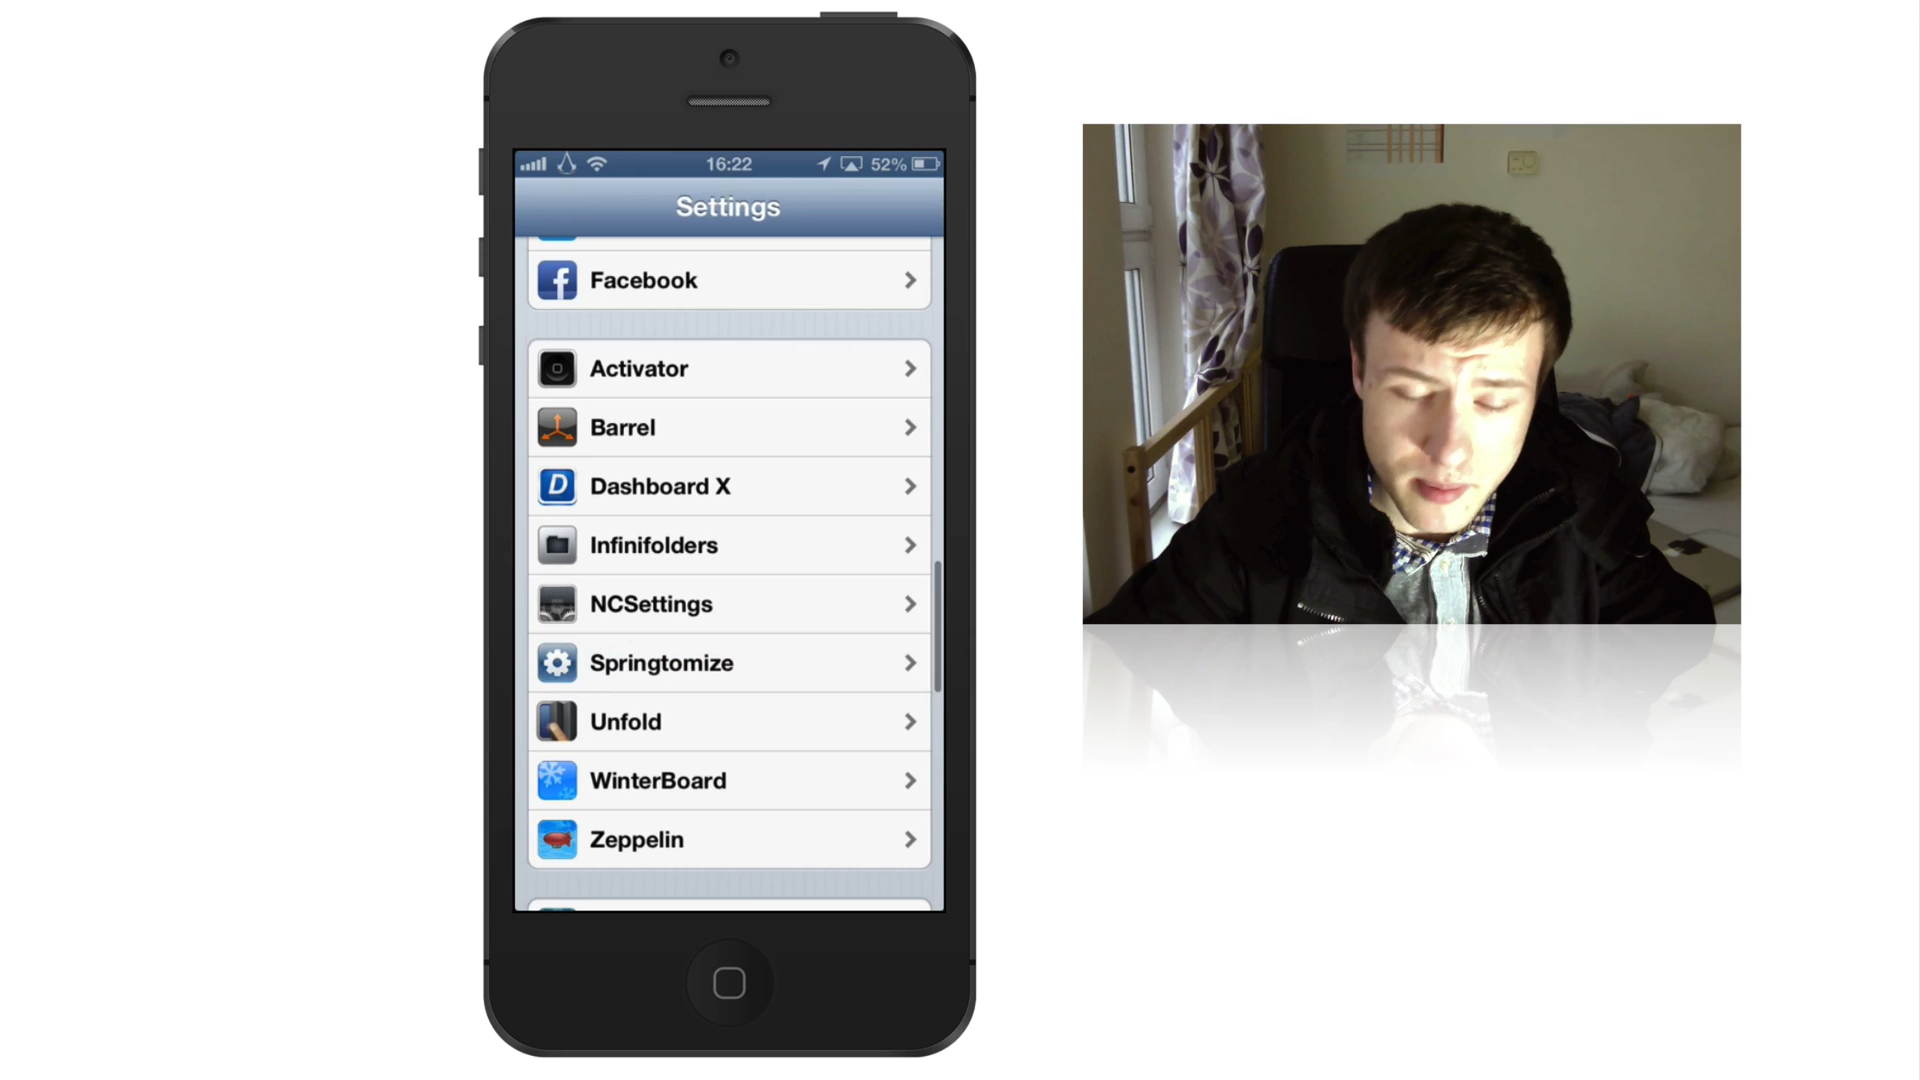 16:22 52%
Settings
Facebook
Activator
Barrel
D Dashboard X
Infinifolders
NCSettings
Springtomize
Unfold
WinterBoard
Zeppelin